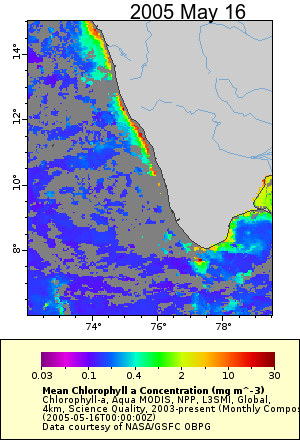 2005 May 16
14°
12°
10°
8°
74°
76°
78°
0.03
0.1
0.4
1
3
10
30
Mean Chlorophyll a Concentration (mg m^-3)
Chlorophyll-a, Aqua MODIS, NPP, L3SMI, Global,
4km, Science Quality, 2003-present (Monthly Compos
(2005-05-16T00:00:00Z)
Data courtesy of NASA/GSFC OBPG